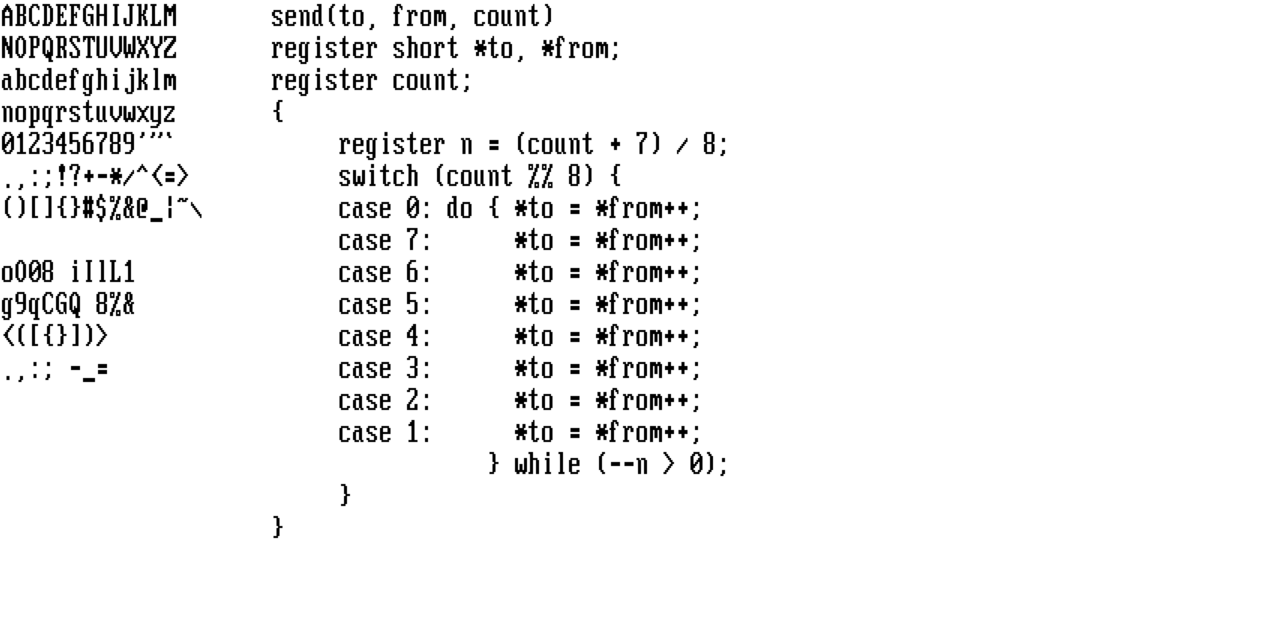 ABCDEFGHIJKLM
NOPQRSTUVWXYZ
abcdefghijklm
nopqrstuvwxyz
0123456789'"`
.,:;!?+-*/^<=>
()[]{}#$%&@_¦~\
oO08 iIlL1
g9qCGQ 8%&
<([{}])>
.,:; -_=
send(to, from, count)
register short *to, *from;
register count;
{
     register n = (count + 7) / 8;
     switch (count %% 8) {
     case 0: do { *to = *from++;
     case 7:      *to = *from++;
     case 6:      *to = *from++;
     case 5:      *to = *from++;
     case 4:      *to = *from++;
     case 3:      *to = *from++;
     case 2:      *to = *from++;
     case 1:      *to = *from++;
                } while (--n > 0);
     }
}